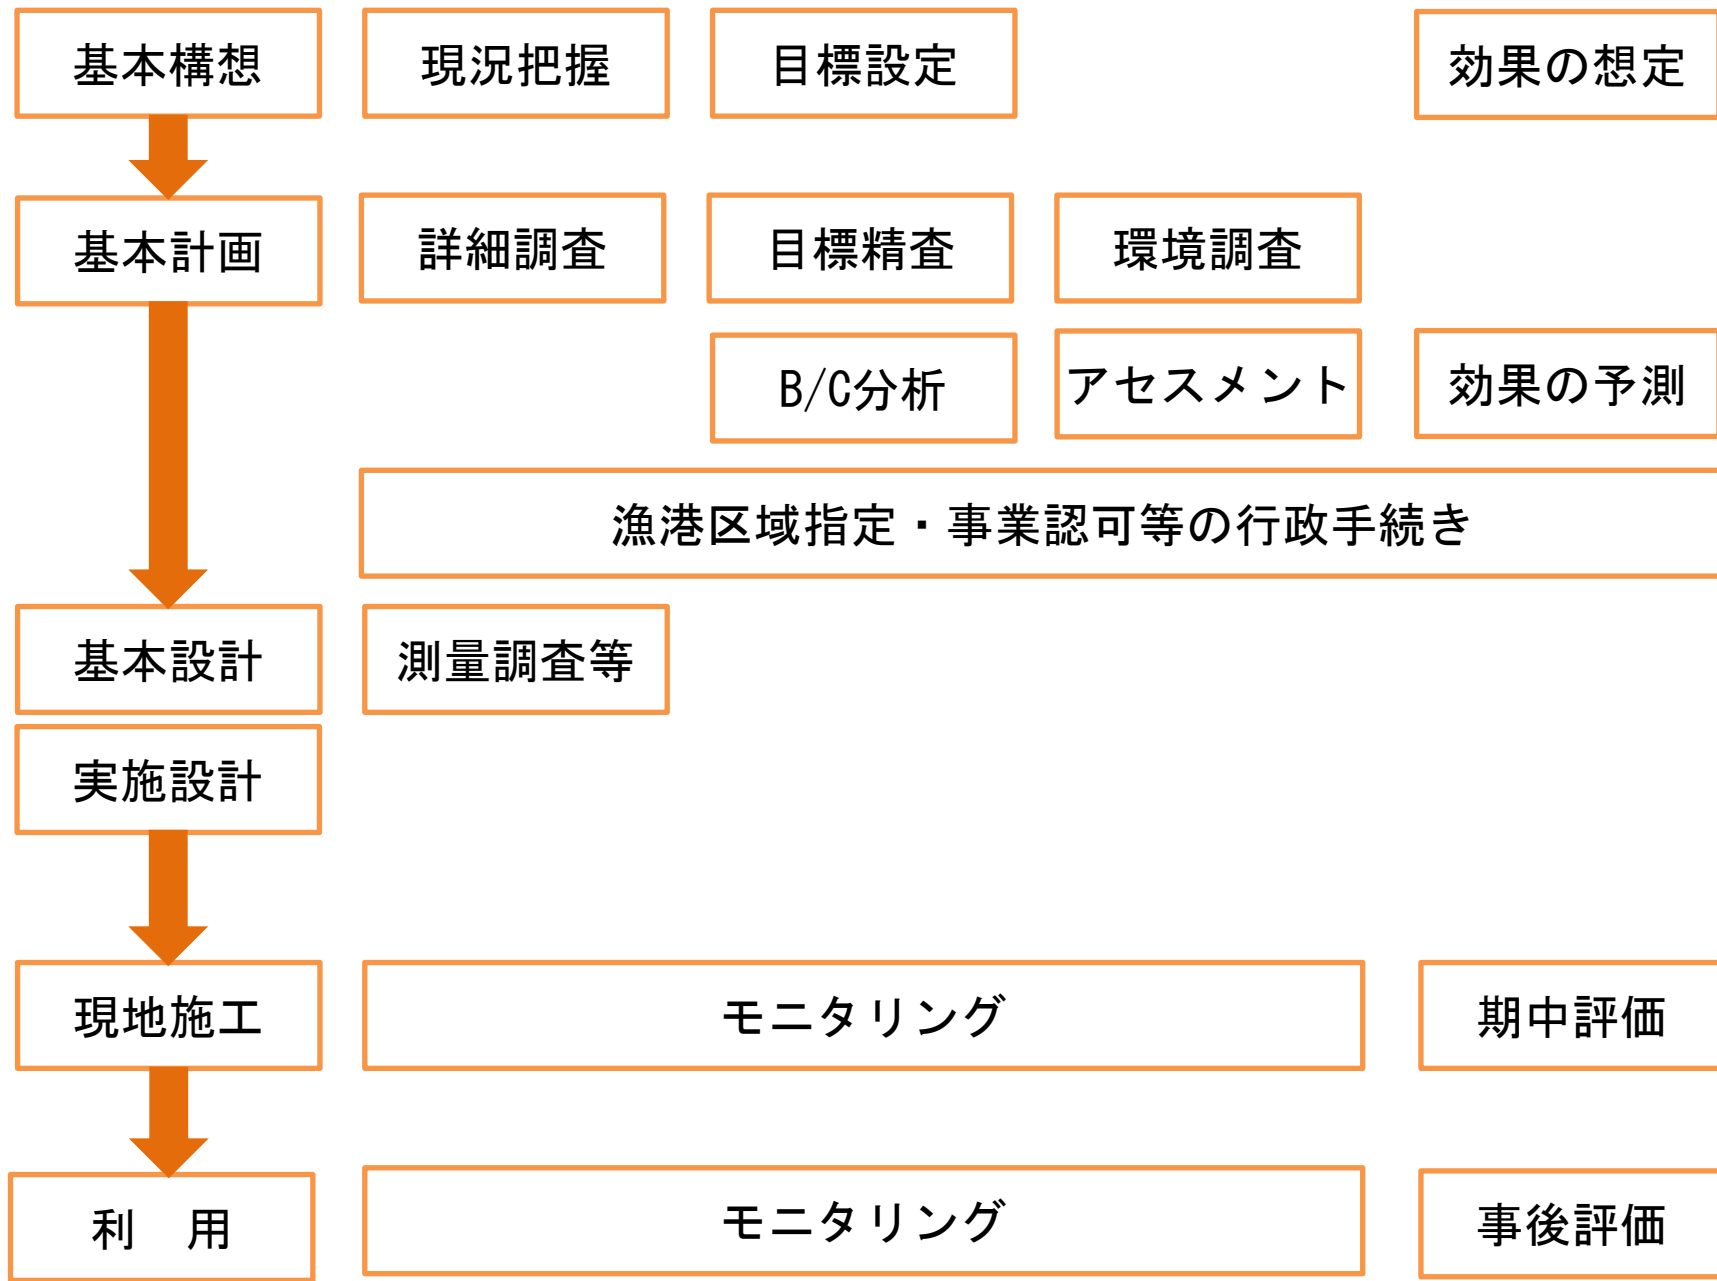 基本構想
現況把握
目標設定
効果の想定
基本計画
詳細調査
目標精査
環境調査
B/C分析
アセスメント
効果の予測
漁港区域指定・事業認可等の行政手続き
基本設計
測量調査等
実施設計
現地施工
モニタリング
期中評価
利　用
モニタリング
事後評価